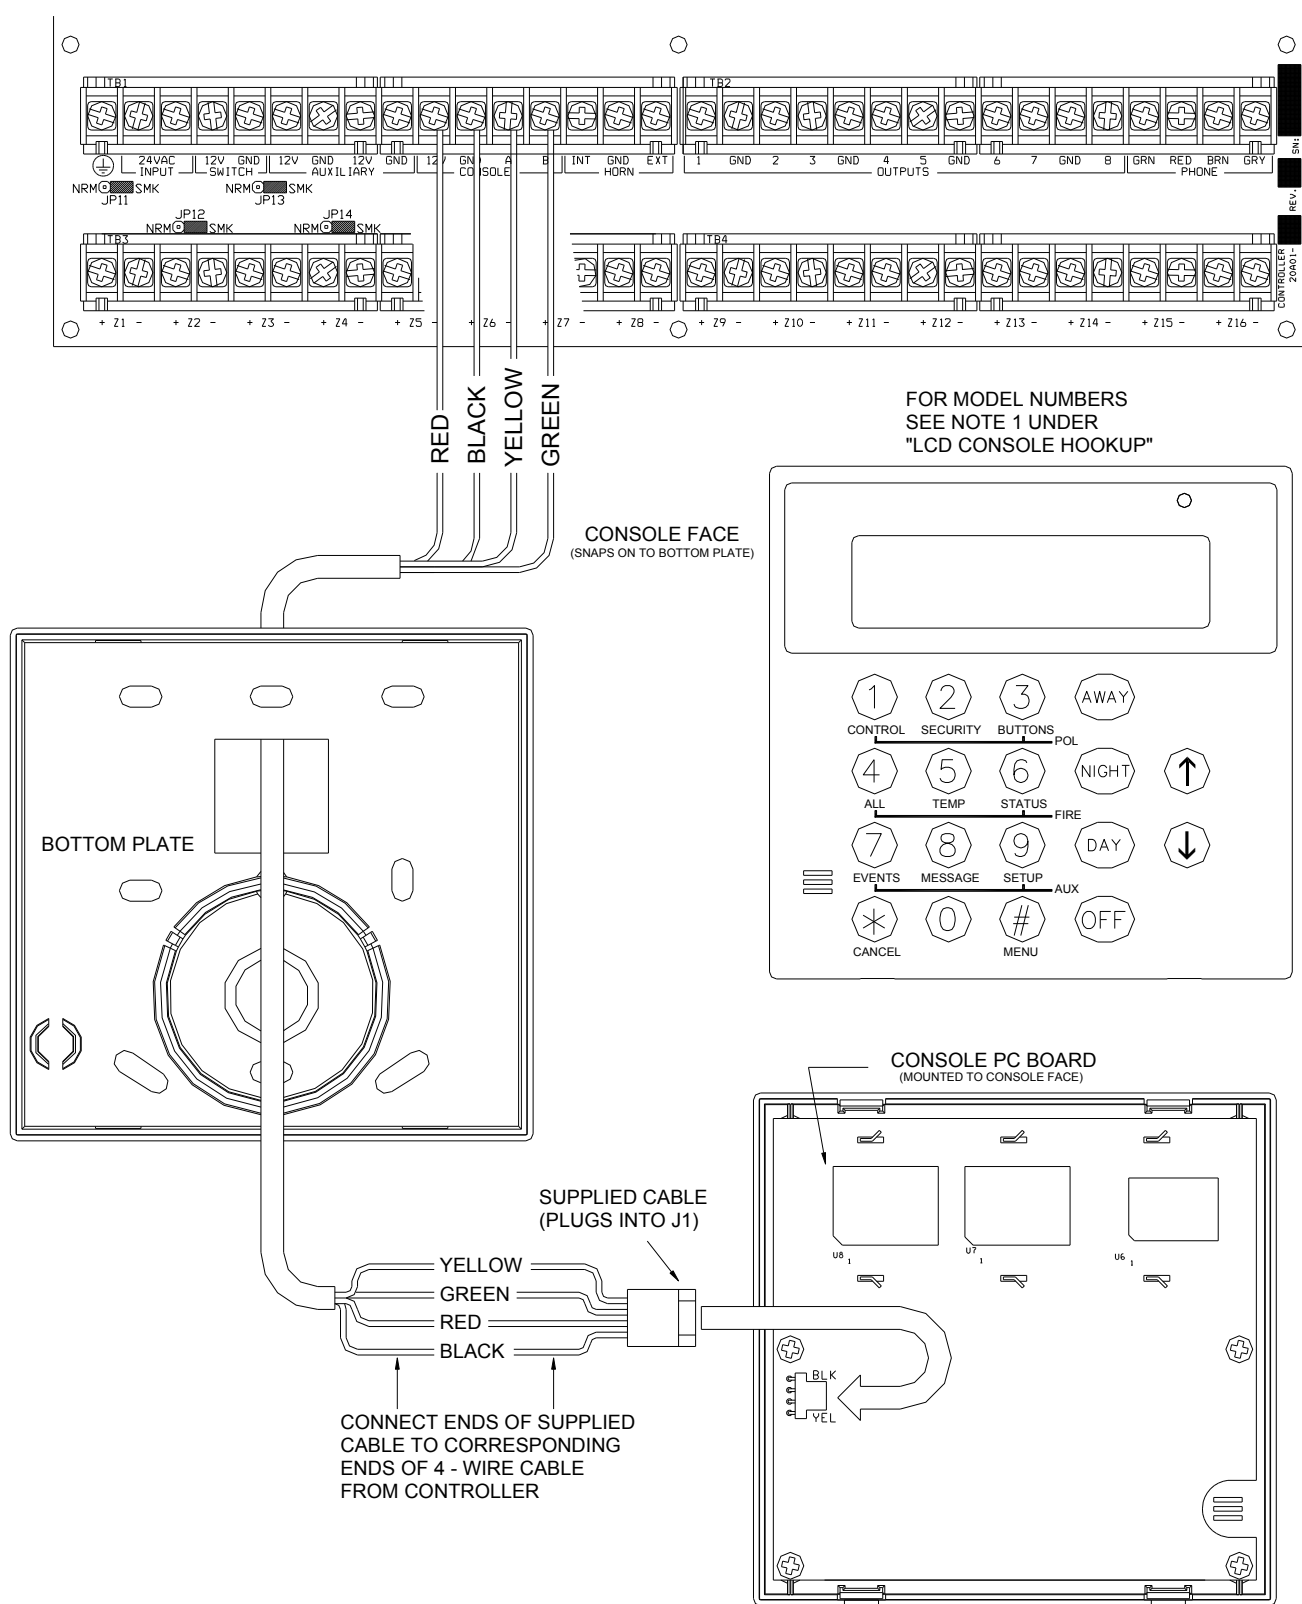 TB1 TB2
24VAC 12V GND 12V GND 12V GND 12V GND A B INT GND EXT 1 GND 2 3 GND 4 5 GND 6 7 GND 8 GRN RED BRN GRY
INPUT SWITCH AUXILIARY CONSOLE HORN OUTPUTS PHONE
SN:
REV.
NRM SMK NRM SMK
JP11 JP13
JP12 JP14
NRM SMK NRM SMK
TB3 TB4
CONTROLLER
20A01-
+ Z1 - + Z2 - + Z3 - + Z4 - + Z5 - + Z6 - + Z7 - + Z8 - + Z9 - + Z10 - + Z11 - + Z12 - + Z13 - + Z14 - + Z15 - + Z16 -
RED
BLACK
YELLOW
GREEN
FOR MODEL NUMBERS
SEE NOTE 1 UNDER
"LCD CONSOLE HOOKUP"
CONSOLE FACE
(SNAPS ON TO BOTTOM PLATE)
1 2 3 AWAY
CONTROL SECURITY BUTTONS
POL
4 5 6 NIGHT ↑
ALL TEMP STATUS
FIRE
7 8 9 DAY ↓
EVENTS MESSAGE SETUP
AUX
* 0 # OFF
CANCEL MENU
BOTTOM PLATE
CONSOLE PC BOARD
(MOUNTED TO CONSOLE FACE)
U8 1 U7 1 U6 1
SUPPLIED CABLE
(PLUGS INTO J1)
YELLOW
GREEN
RED
BLACK
BLK
YEL
CONNECT ENDS OF SUPPLIED
CABLE TO CORRESPONDING
ENDS OF 4 - WIRE CABLE
FROM CONTROLLER